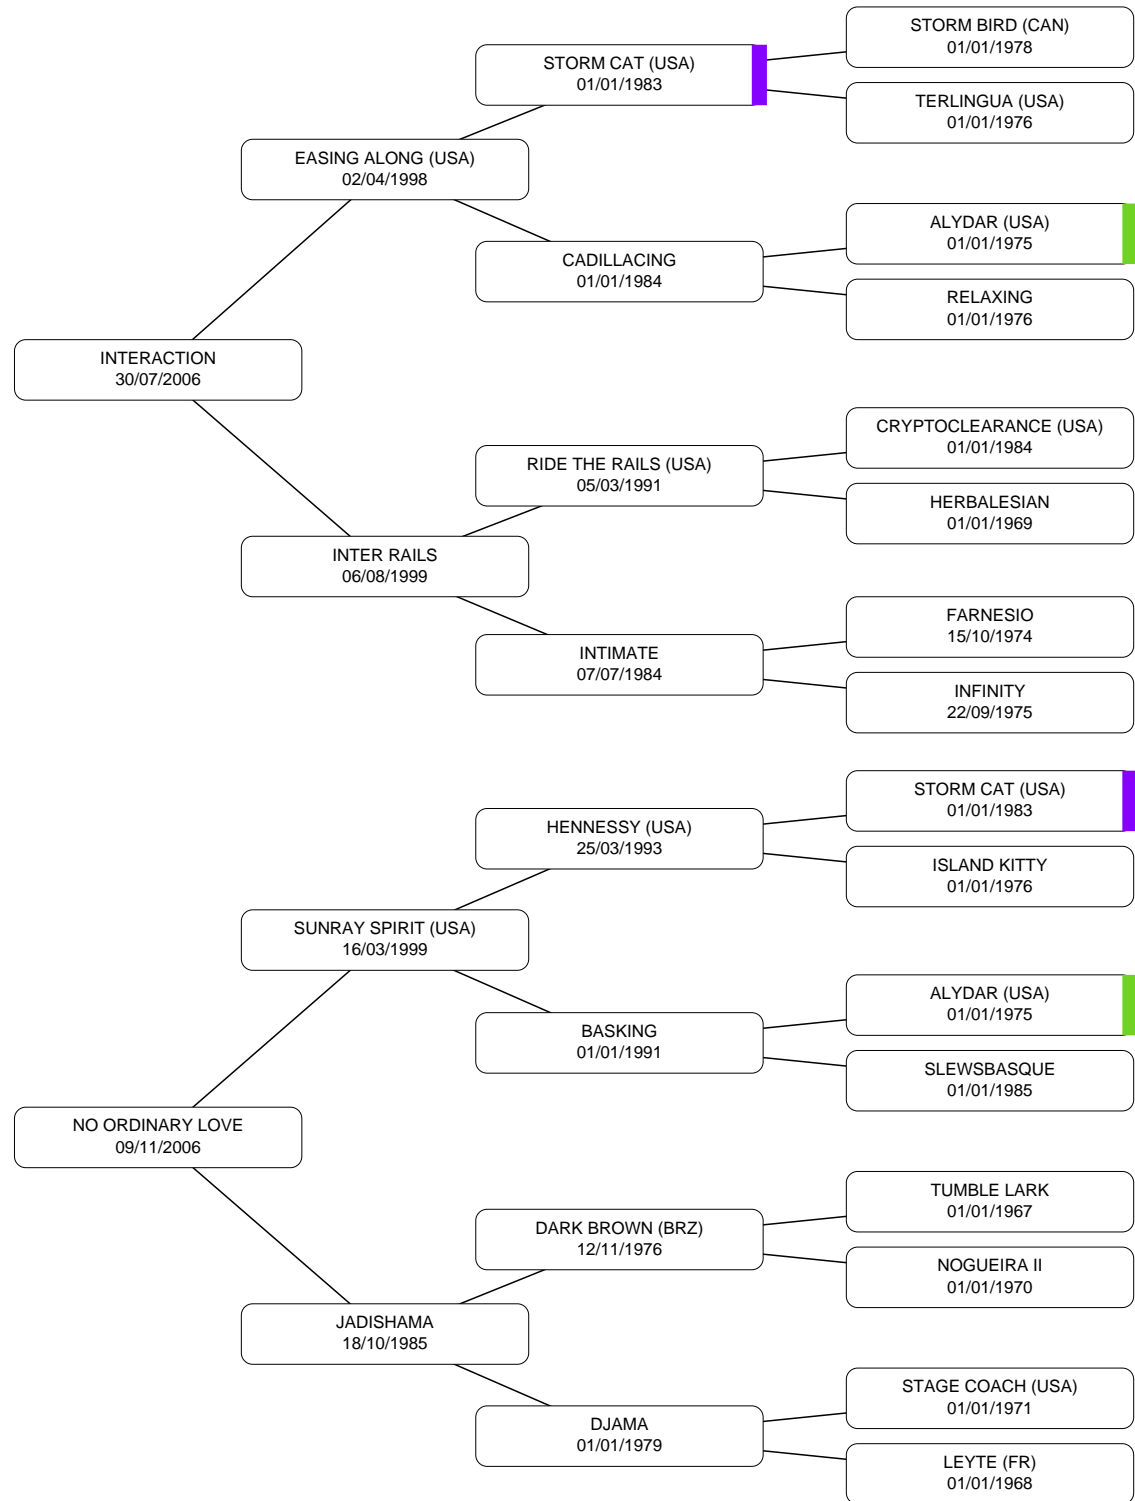 STORM BIRD (CAN)
01/01/1978
STORM CAT (USA)
01/01/1983
TERLINGUA (USA)
01/01/1976
EASING ALONG (USA)
02/04/1998
ALYDAR (USA)
01/01/1975
CADILLACING
01/01/1984
RELAXING
01/01/1976
INTERACTION
30/07/2006
CRYPTOCLEARANCE (USA)
01/01/1984
RIDE THE RAILS (USA)
05/03/1991
HERBALESIAN
01/01/1969
INTER RAILS
06/08/1999
FARNESIO
15/10/1974
INTIMATE
07/07/1984
INFINITY
22/09/1975
STORM CAT (USA)
01/01/1983
HENNESSY (USA)
25/03/1993
ISLAND KITTY
01/01/1976
SUNRAY SPIRIT (USA)
16/03/1999
ALYDAR (USA)
01/01/1975
BASKING
01/01/1991
SLEWSBASQUE
01/01/1985
NO ORDINARY LOVE
09/11/2006
TUMBLE LARK
01/01/1967
DARK BROWN (BRZ)
12/11/1976
NOGUEIRA II
01/01/1970
JADISHAMA
18/10/1985
STAGE COACH (USA)
01/01/1971
DJAMA
01/01/1979
LEYTE (FR)
01/01/1968